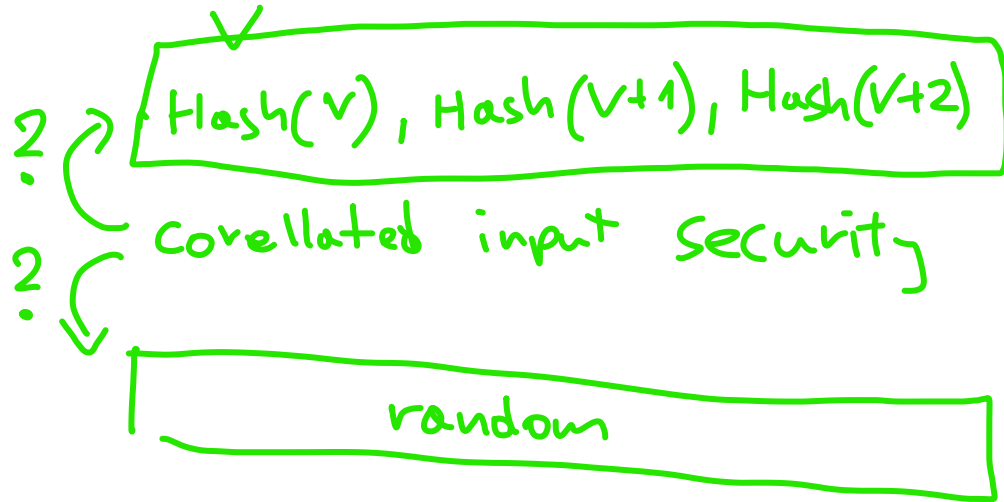 Hash(v), Hash(v+1), Hash(v+2)
?
corellated input security
?
random